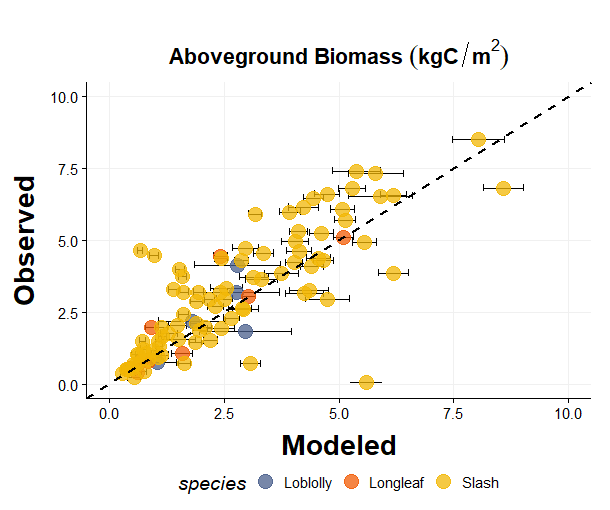 Aboveground Biomass (kgC/m²)
Observed
10.0
7.5
5.0
2.5
0.0
0.0 2.5 5.0 7.5 10.0
Modeled
species Loblolly Longleaf Slash